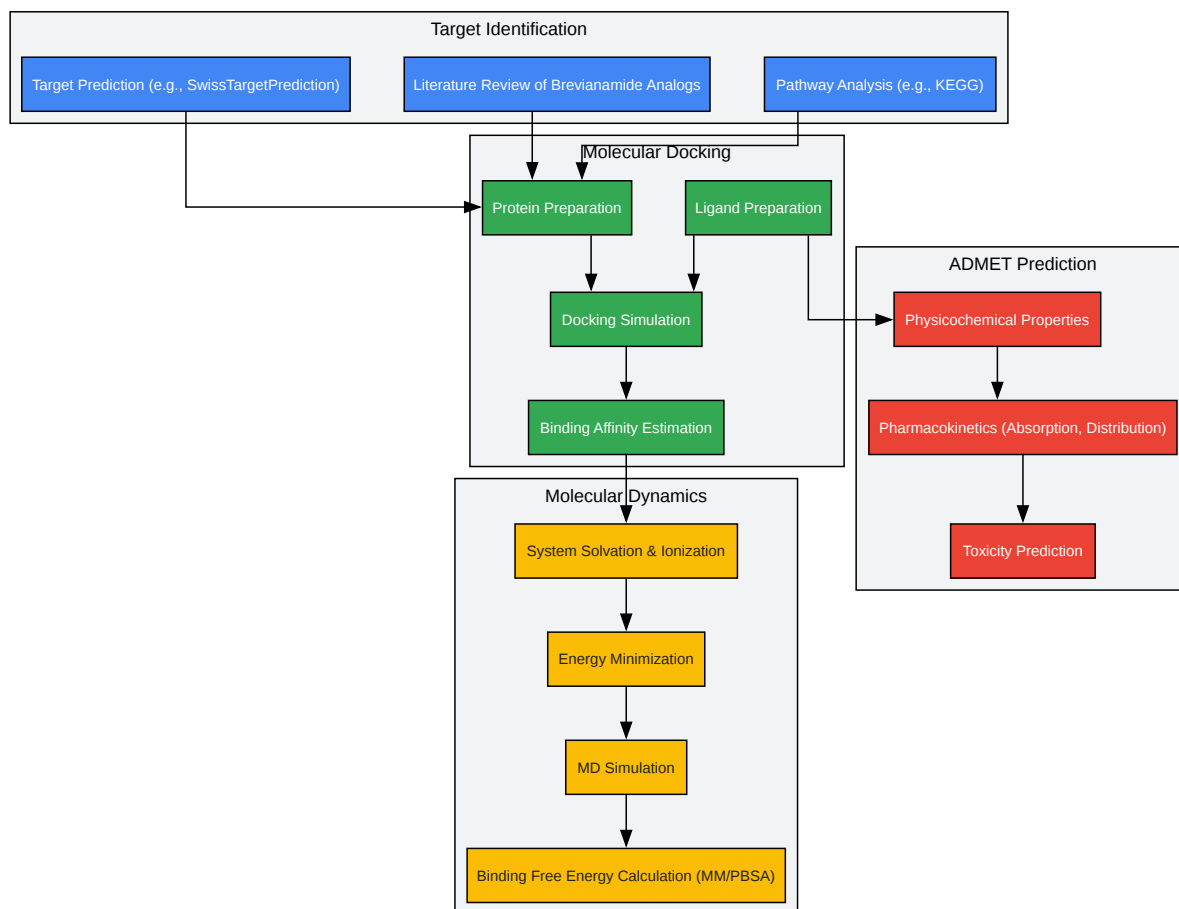 Target Identification
Target Prediction (e.g., SwissTargetPrediction)
Literature Review of Brevianamide Analogs
Pathway Analysis (e.g., KEGG)
Molecular Docking
Protein Preparation
Ligand Preparation
Docking Simulation
Binding Affinity Estimation
ADMET Prediction
Physicochemical Properties
Pharmacokinetics (Absorption, Distribution)
Toxicity Prediction
Molecular Dynamics
System Solvation & Ionization
Energy Minimization
MD Simulation
Binding Free Energy Calculation (MM/PBSA)